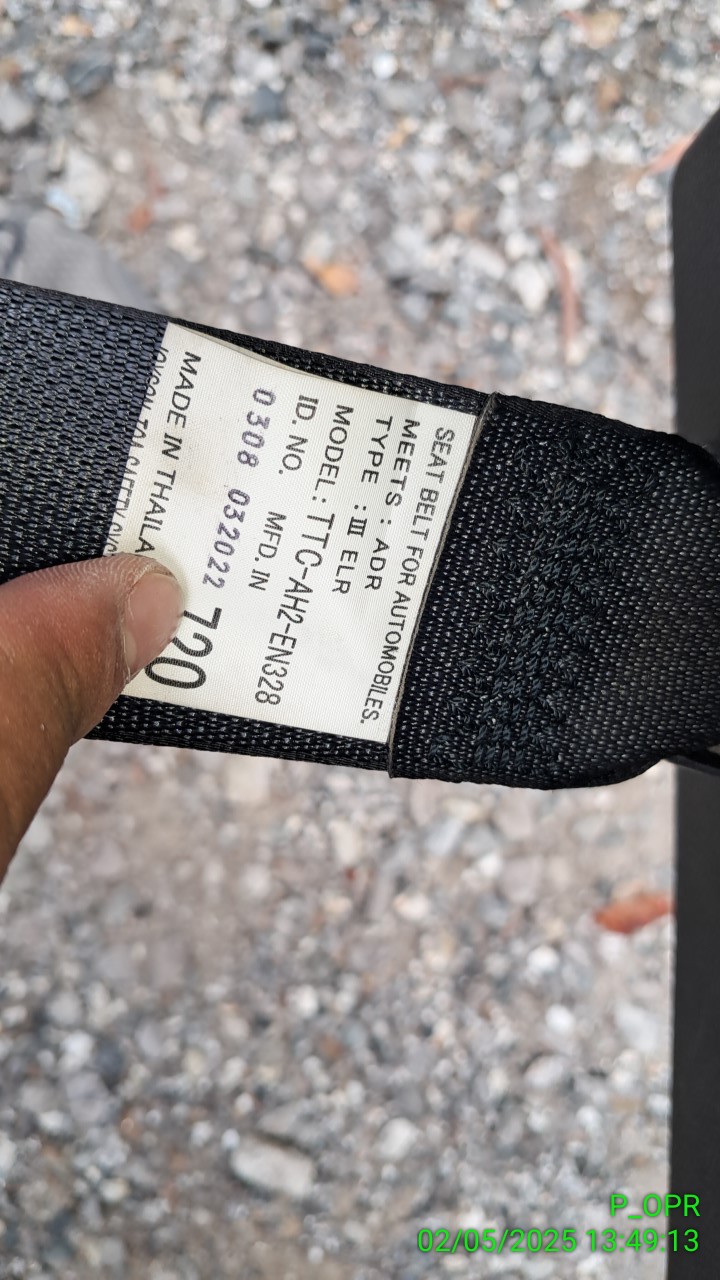 SEAT BELT FOR AUTOMOBILES.
MEETS : ADR
TYPE : Ⅲ ELR
MODEL : TTC-AH2-EN328
ID. NO. MFD. IN
0308 032022
720
MADE IN
P_OPR
02/05/2025 13:49:13